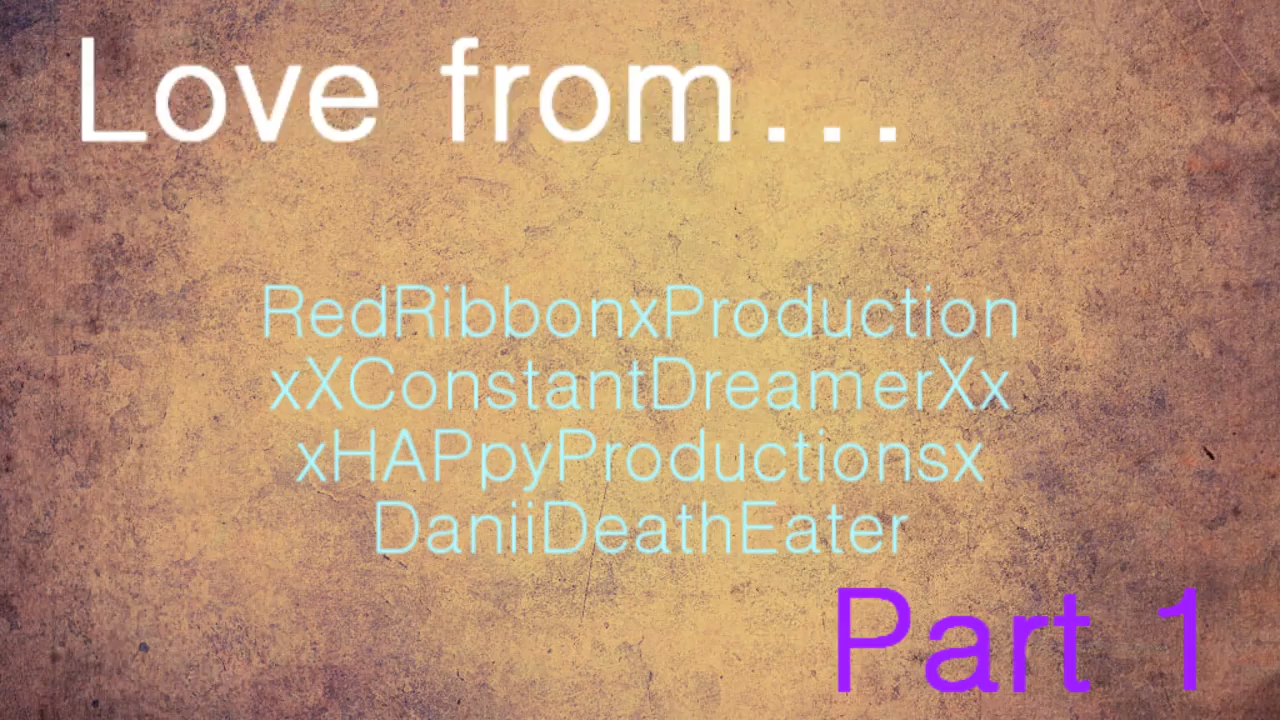 Love from...
RedRibbonxProduction
xXConstantDreamerXx
xHAPpyProductionsx
DaniiDeathEater
Part 1